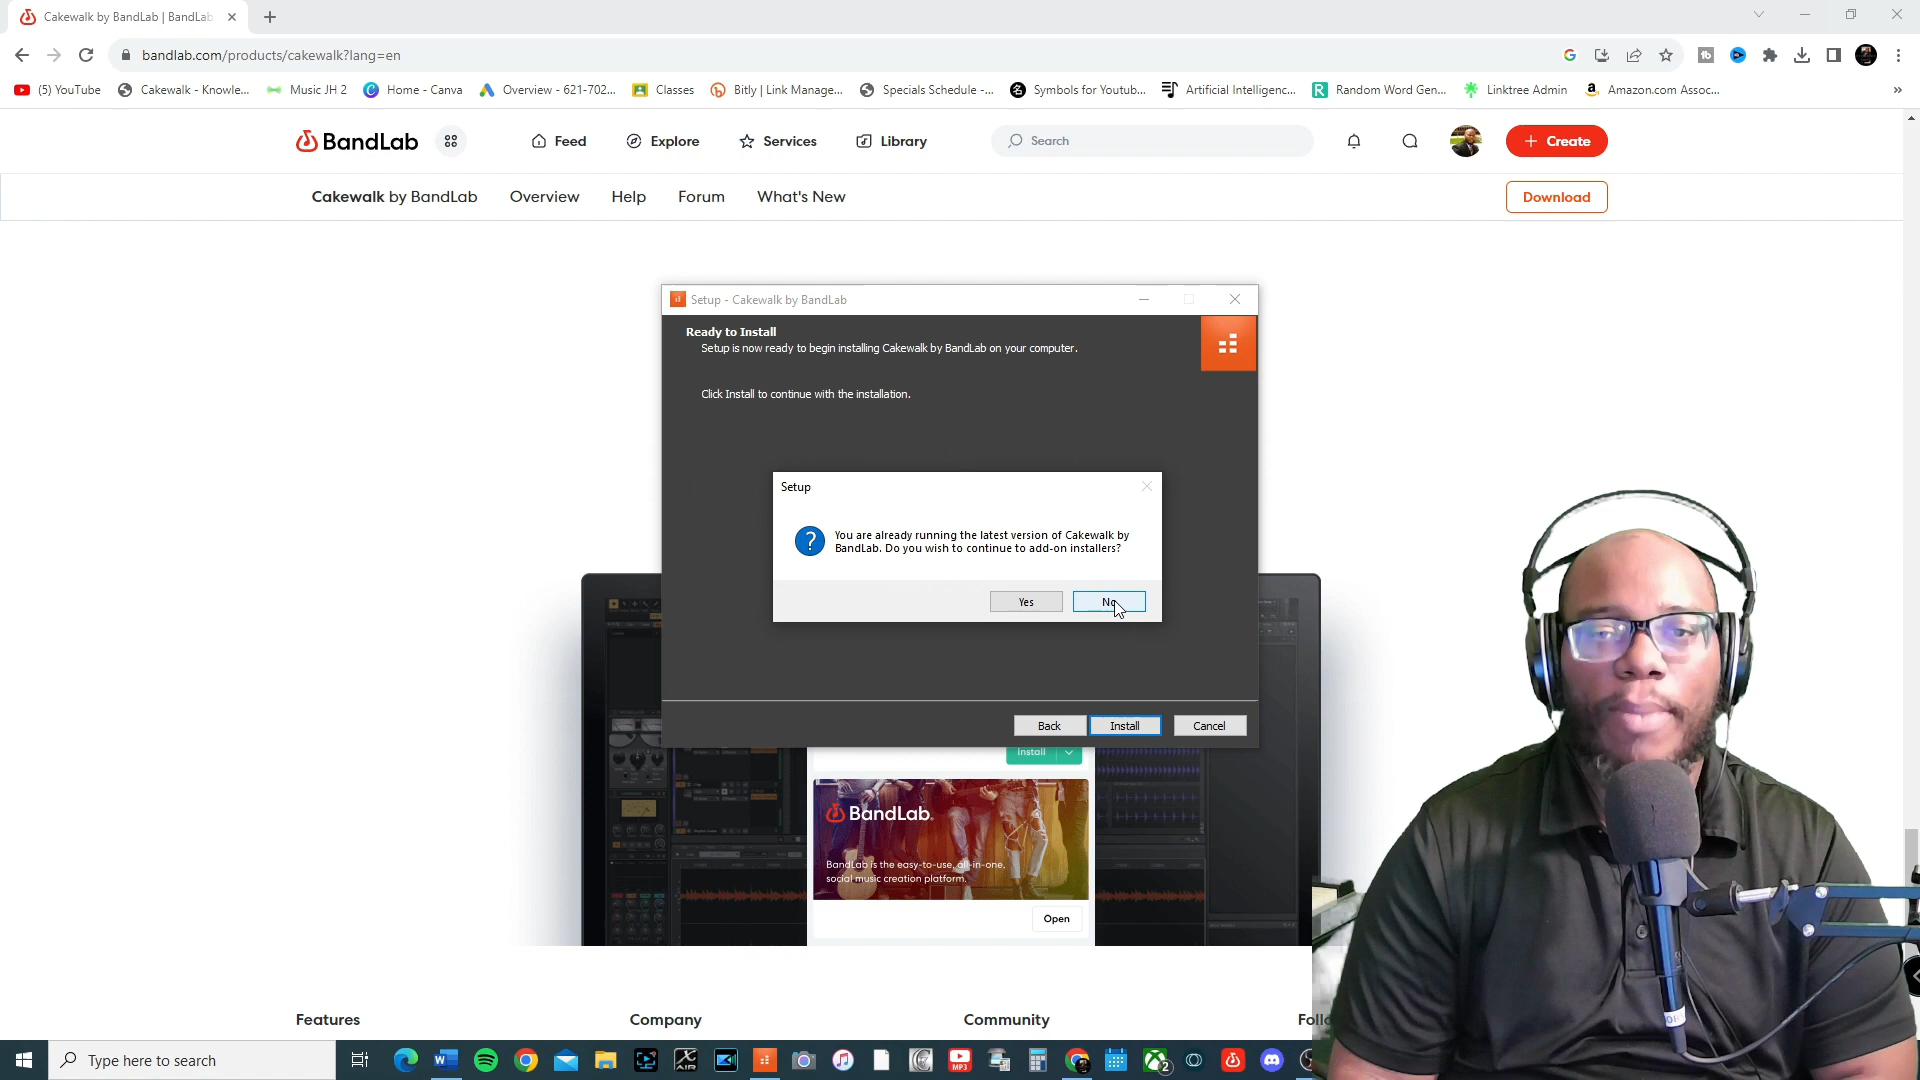 Cakewalk by BandLab | BandLab
bandlab.com/products/cakewalk?lang=en
(5) YouTube
Cakewalk - Knowle...
Music JH 2
Home - Canva
Overview - 621-702...
Classes
Bitly | Link Manage...
Specials Schedule -...
Symbols for Youtub...
Artificial Intelligenc...
Random Word Gen...
Linktree Admin
Amazon.com Assoc...
BandLab
Feed
Explore
Services
Library
Search
Create
Cakewalk by BandLab
Overview
Help
Forum
What's New
Download
Setup - Cakewalk by BandLab
Ready to Install
Setup is now ready to begin installing Cakewalk by BandLab on your computer.
Click Install to continue with the installation.
Setup
You are already running the latest version of Cakewalk by
BandLab. Do you wish to continue to add-on installers?
Yes
No
Back
Install
Cancel
Install
BandLab
BandLab is the easy-to-use, all-in-one,
social music creation platform.
Open
Features
Company
Community
Type here to search
MP3
2